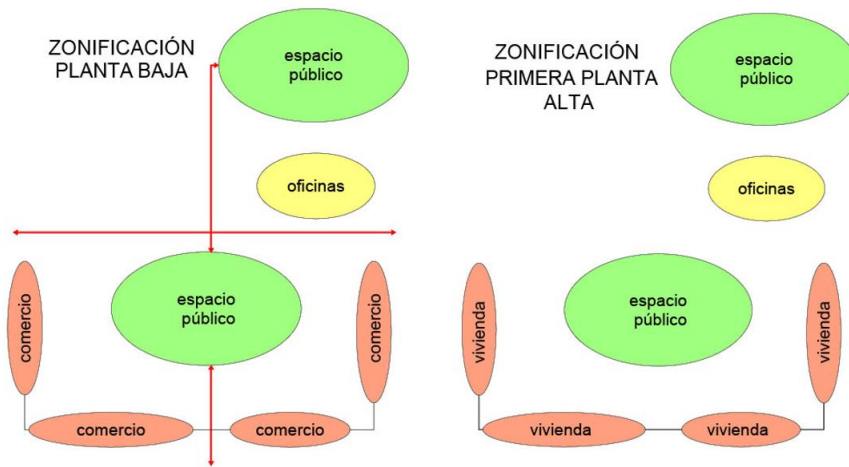 ZONIFICACIÓN
PLANTA BAJA
espacio
público
oficinas
espacio
público
comercio
comercio
comercio
comercio
ZONIFICACIÓN
PRIMERA PLANTA
ALTA
espacio
público
oficinas
espacio
público
vivienda
vivienda
vivienda
vivienda